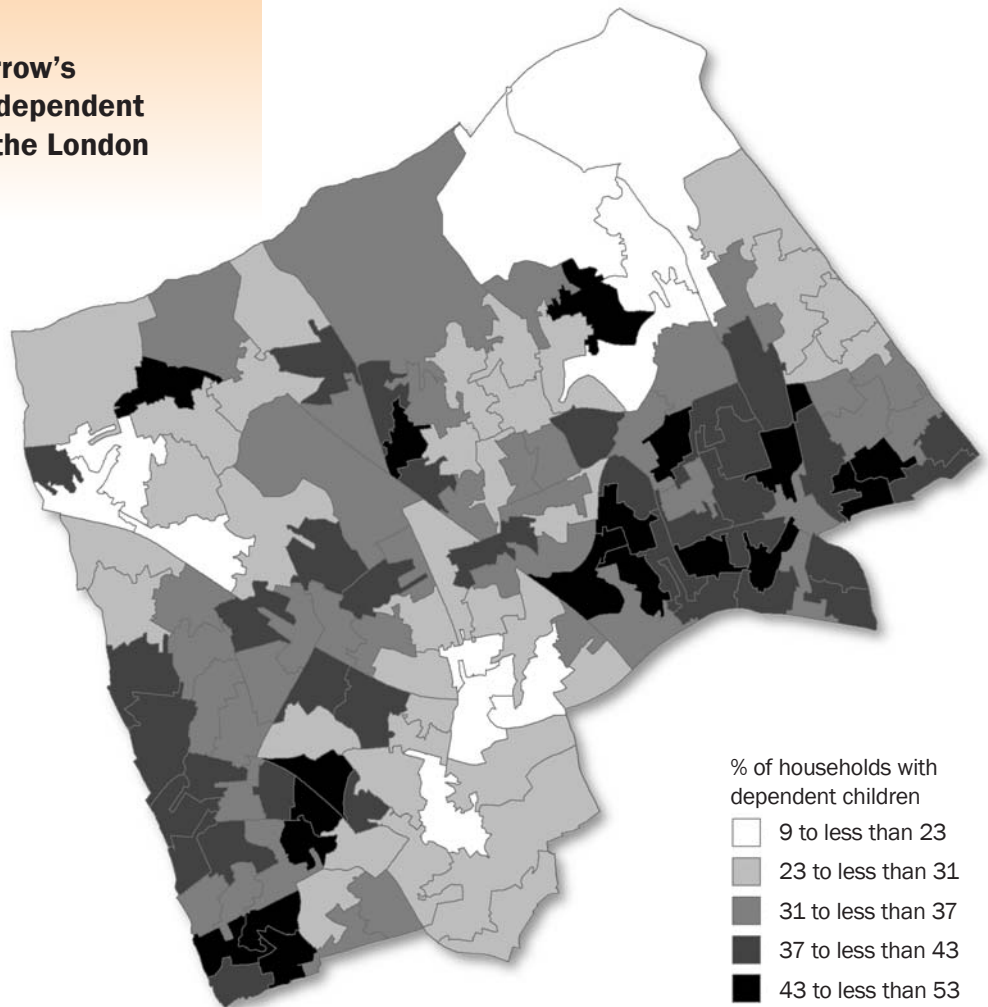 rrow's
dependent
the London
% of households with
dependent children
9 to less than 23
23 to less than 31
31 to less than 37
37 to less than 43
43 to less than 53